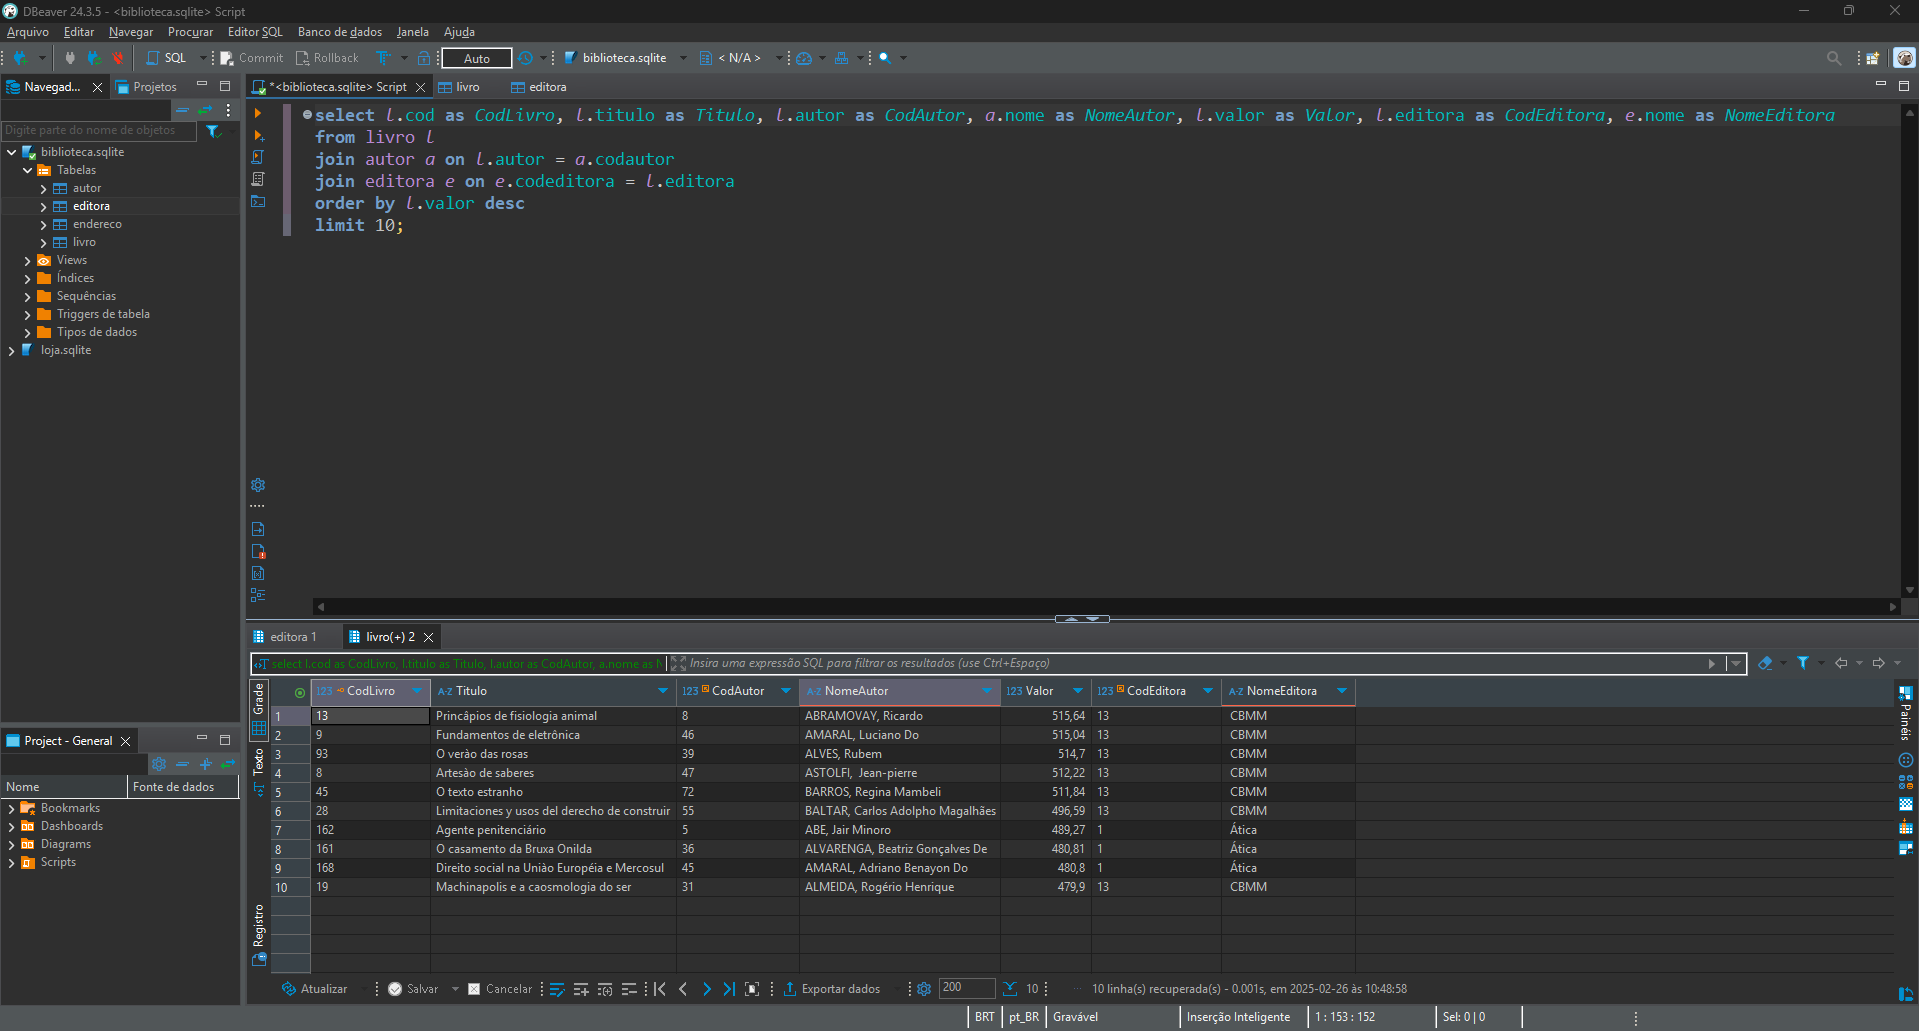 DBeaver 24.3.5 - <biblioteca.sqlite> Script
Arquivo Editar Navegar Procurar Editor SQL Banco de dados Janela Ajuda
SQL Commit Rollback Auto biblioteca.sqlite < N/A >
Navegad... Projetos
*<biblioteca.sqlite> Script livro editora
Digite parte do nome de objetos
biblioteca.sqlite
Tabelas
autor
editora
endereco
livro
Views
Índices
Sequências
Triggers de tabela
Tipos de dados
loja.sqlite
select l.cod as CodLivro, l.titulo as Titulo, l.autor as CodAutor, a.nome as NomeAutor, l.valor as Valor, l.editora as CodEditora, e.nome as NomeEditora
from livro l
join autor a on l.autor = a.codautor
join editora e on e.codeditora = l.editora
order by l.valor desc
limit 10;
Project - General
Nome Fonte de dados
Bookmarks
Dashboards
Diagrams
Scripts
editora 1 livro(+) 2
select l.cod as CodLivro, l.titulo as Titulo, l.autor as CodAutor, a.nome as N Insira uma expressão SQL para filtrar os resultados (use Ctrl+Espaço)
Grade
Texto
Registro
123 CodLivro A-Z Titulo 123 CodAutor A-Z NomeAutor 123 Valor 123 CodEditora A-Z NomeEditora
1 13 Princâpios de fisiologia animal 8 ABRAMOVAY, Ricardo 515,64 13 CBMM
2 9 Fundamentos de eletrônica 46 AMARAL, Luciano Do 515,04 13 CBMM
3 93 O verão das rosas 39 ALVES, Rubem 514,7 13 CBMM
4 8 Artesão de saberes 47 ASTOLFI, Jean-pierre 512,22 13 CBMM
5 45 O texto estranho 72 BARROS, Regina Mambeli 511,84 13 CBMM
6 28 Limitaciones y usos del derecho de construir 55 BALTAR, Carlos Adolpho Magalhães 496,59 13 CBMM
7 162 Agente penitenciário 5 ABE, Jair Minoro 489,27 1 Ática
8 161 O casamento da Bruxa Onilda 36 ALVARENGA, Beatriz Gonçalves De 480,81 1 Ática
9 168 Direito social na União Européia e Mercosul 45 AMARAL, Adriano Benayon Do 480,8 1 Ática
10 19 Machinapolis e a caosmologia do ser 31 ALMEIDA, Rogério Henrique 479,9 13 CBMM
Painéis
Atualizar Salvar Cancelar Exportar dados 200 10 10 linha(s) recuperada(s) - 0.001s, em 2025-02-26 às 10:48:58
BRT pt_BR Gravável Inserção Inteligente 1 : 153 : 152 Sel: 0 | 0